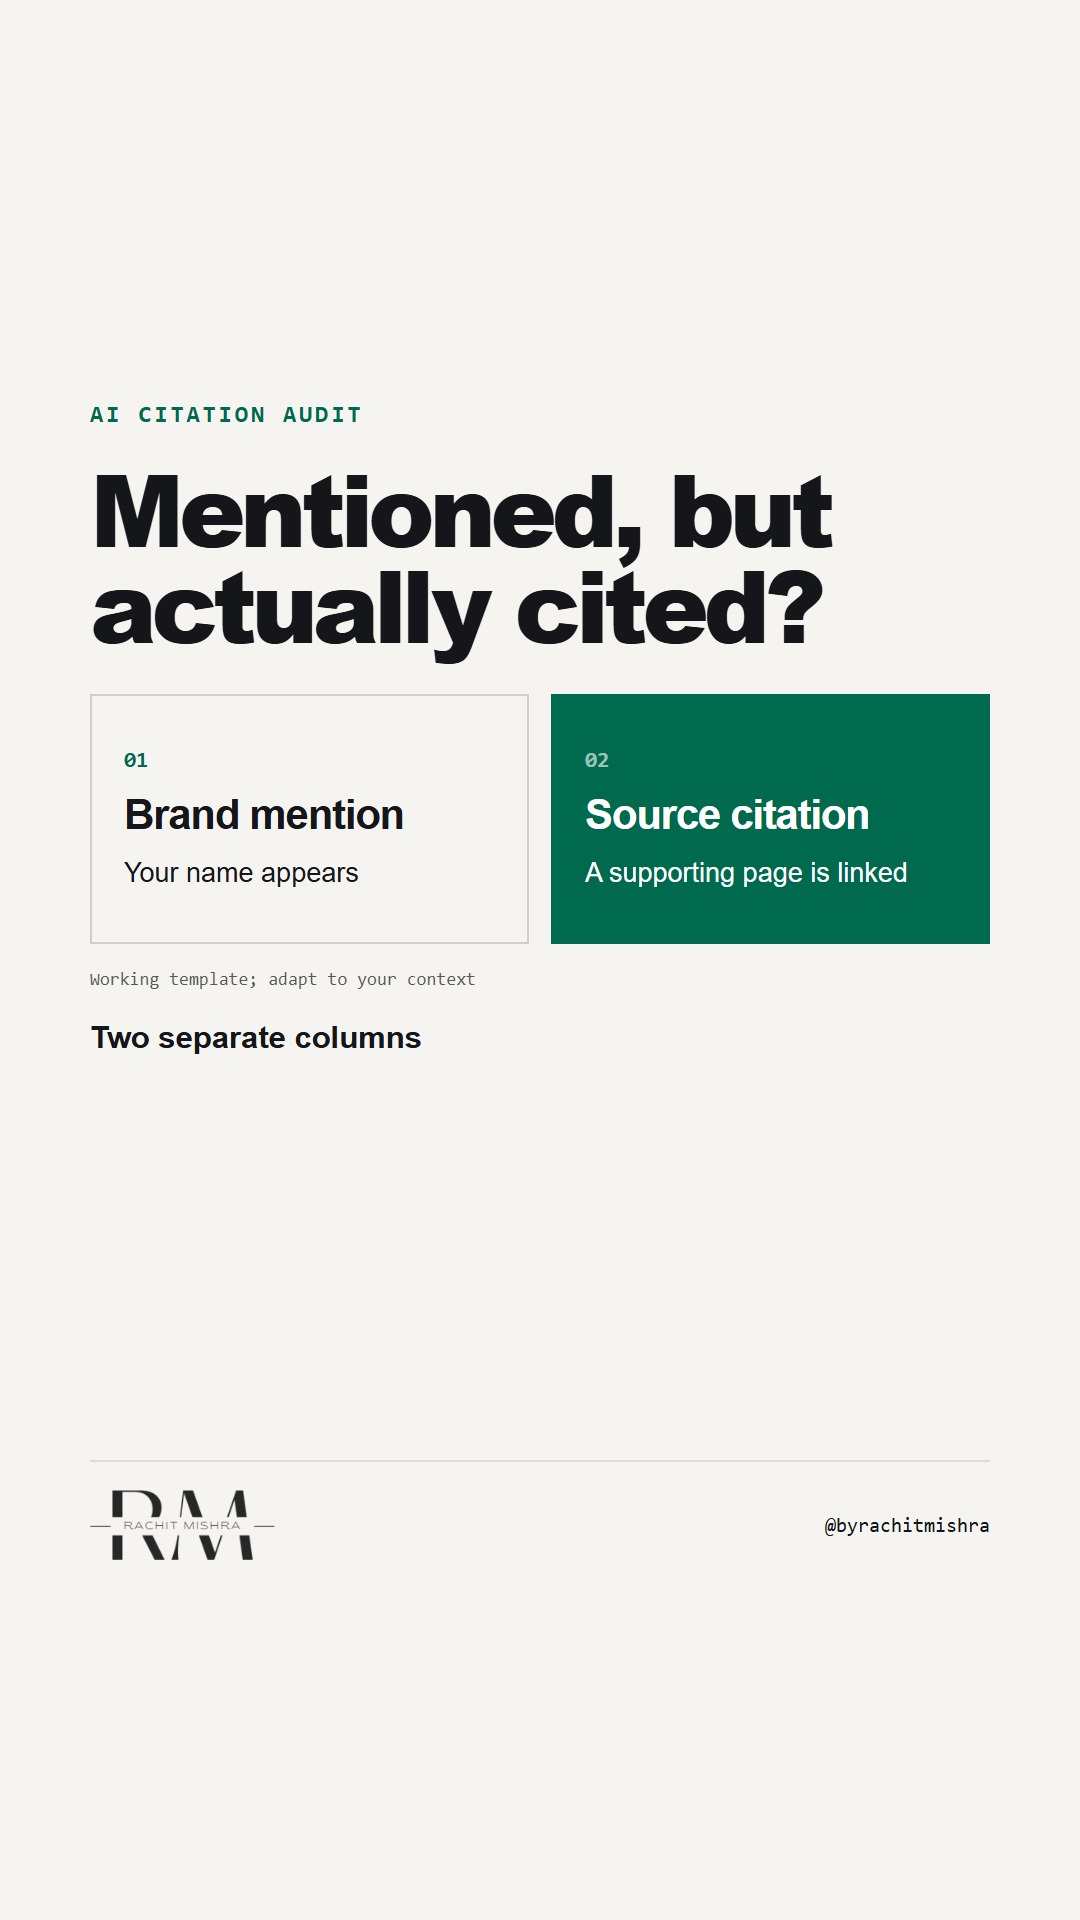 AI CITATION AUDIT
Mentioned, but
actually cited?
01
Brand mention
Your name appears
02
Source citation
A supporting page is linked
Working template; adapt to your context
Two separate columns
RM
RACHIT MISHRA
@byrachitmishra